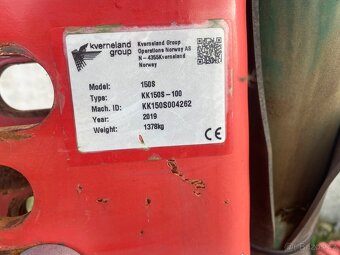 kverneland
group
Kverneland Group
Operations Norway AS
N-4355Kverneland
Norway
Model: 150S
Type: KK150S-100
Mach. ID: KK150S004262
Year: 2019
Weight: 1378kg
CE